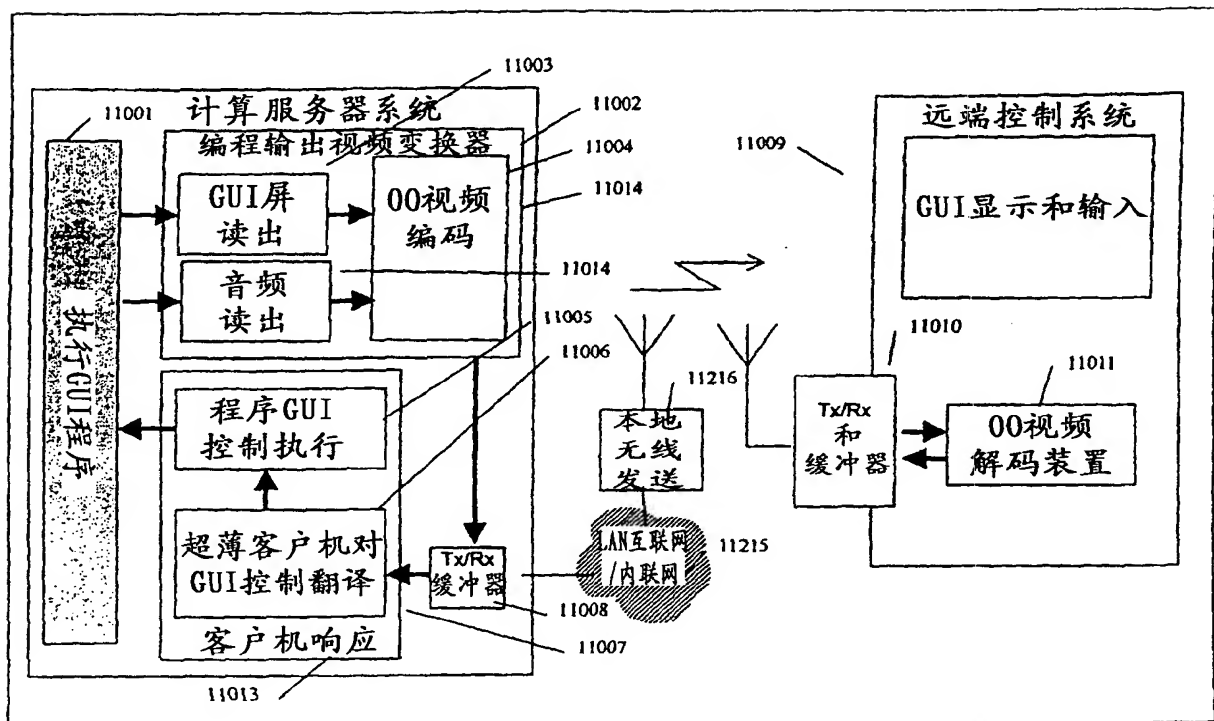 11003
计算服务器系统
11002
11001
编程输出视频变换器
11004
11014
GUI屏
读出
OO视频
编码
11014
音频
读出
11005
11006
执行GUI程序
程序GUI
控制执行
超薄客户机对
GUI控制翻译
Tx/Rx
缓冲器
11008
客户机响应
11007
11013
11009
11216
本地
无线
发送
LAN互联网
/内联网
11215
远端控制系统
GUI显示和输入
11010
11011
Tx/Rx
和
缓冲器
OO视频
解码装置